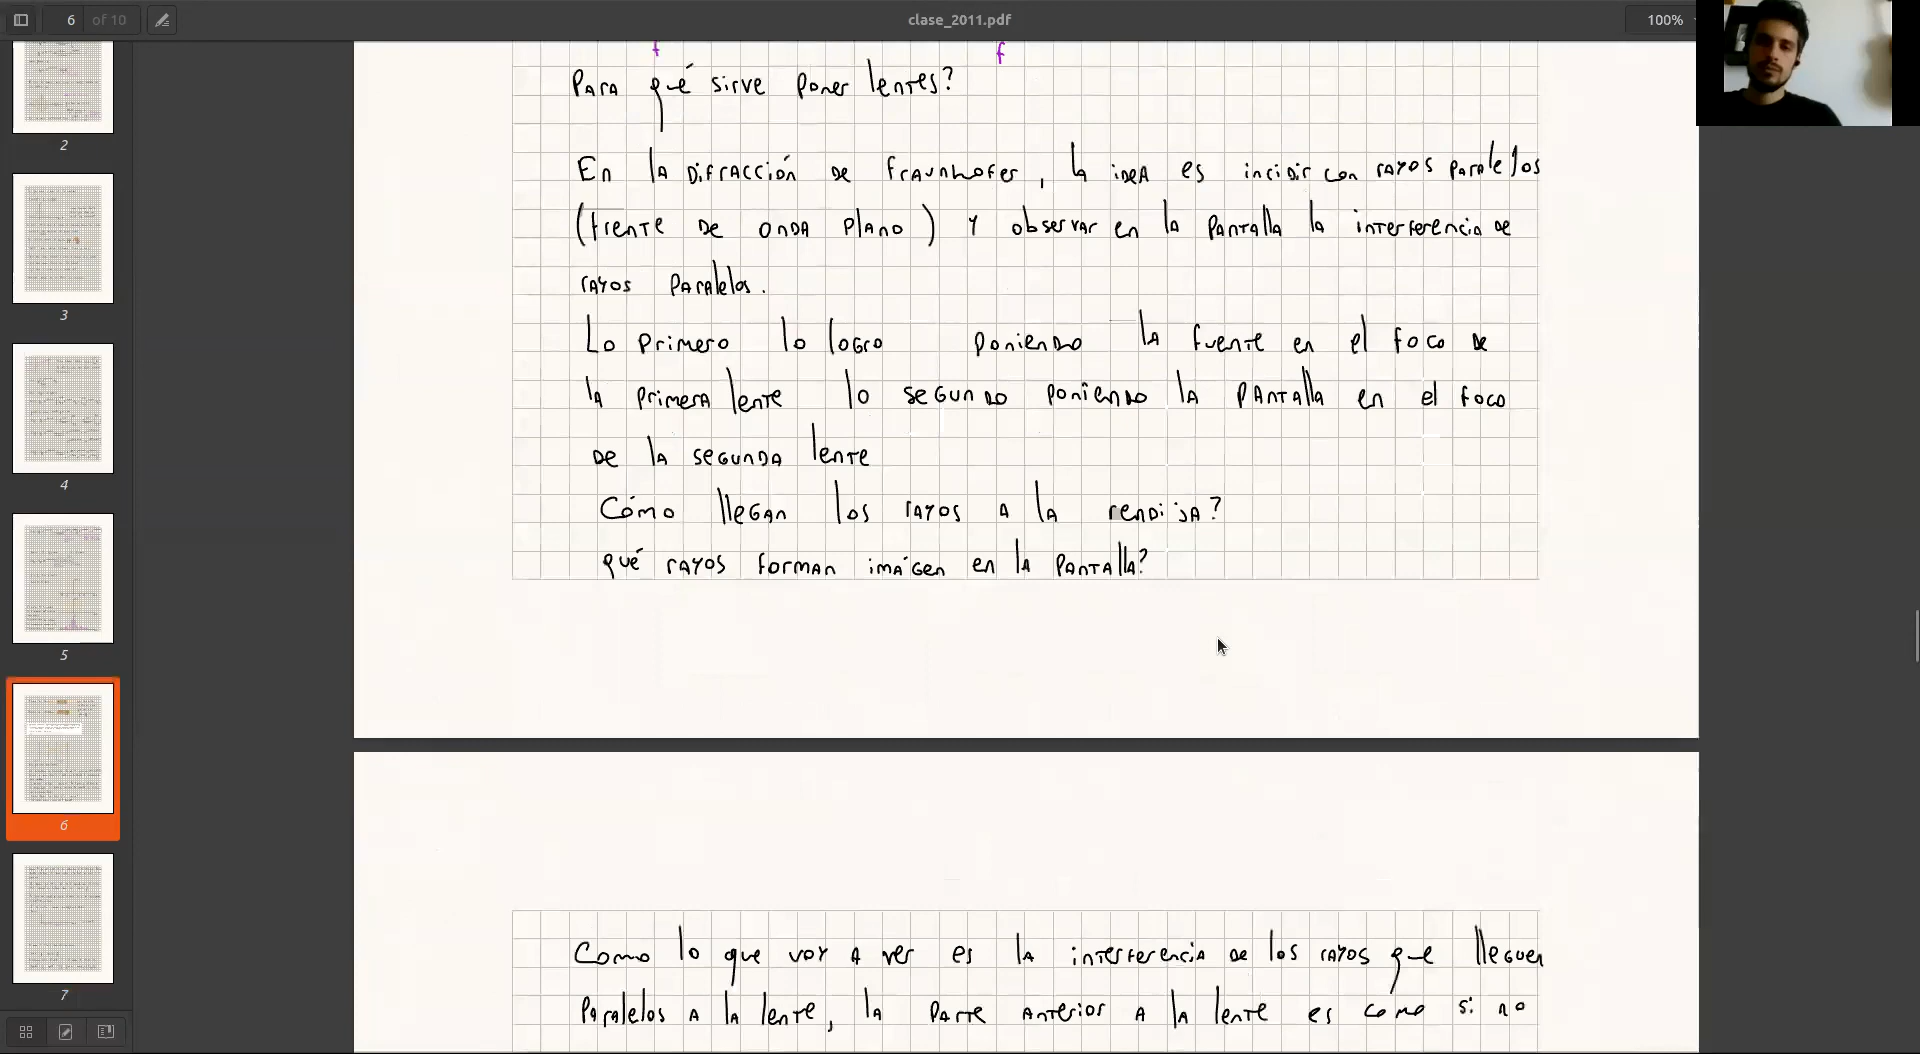 6 of 10
clase_2011.pdf
100%
2
3
4
5
6
7
f f
Para qué sirve poner lentes?
En la difracción de Fraunhofer, la idea es incidir con rayos paralelos
(frente de onda plano) y observar en la pantalla la interferencia de
rayos paralelos.
Lo primero lo logro poniendo la fuente en el foco de
la primera lente lo segundo poniendo la pantalla en el foco
de la segunda lente
Cómo llegan los rayos a la rendija?
qué rayos forman imágen en la pantalla?
Como lo que voy a ver es la interferencia de los rayos que lleguen
paralelos a la lente, la parte anterior a la lente es como si no